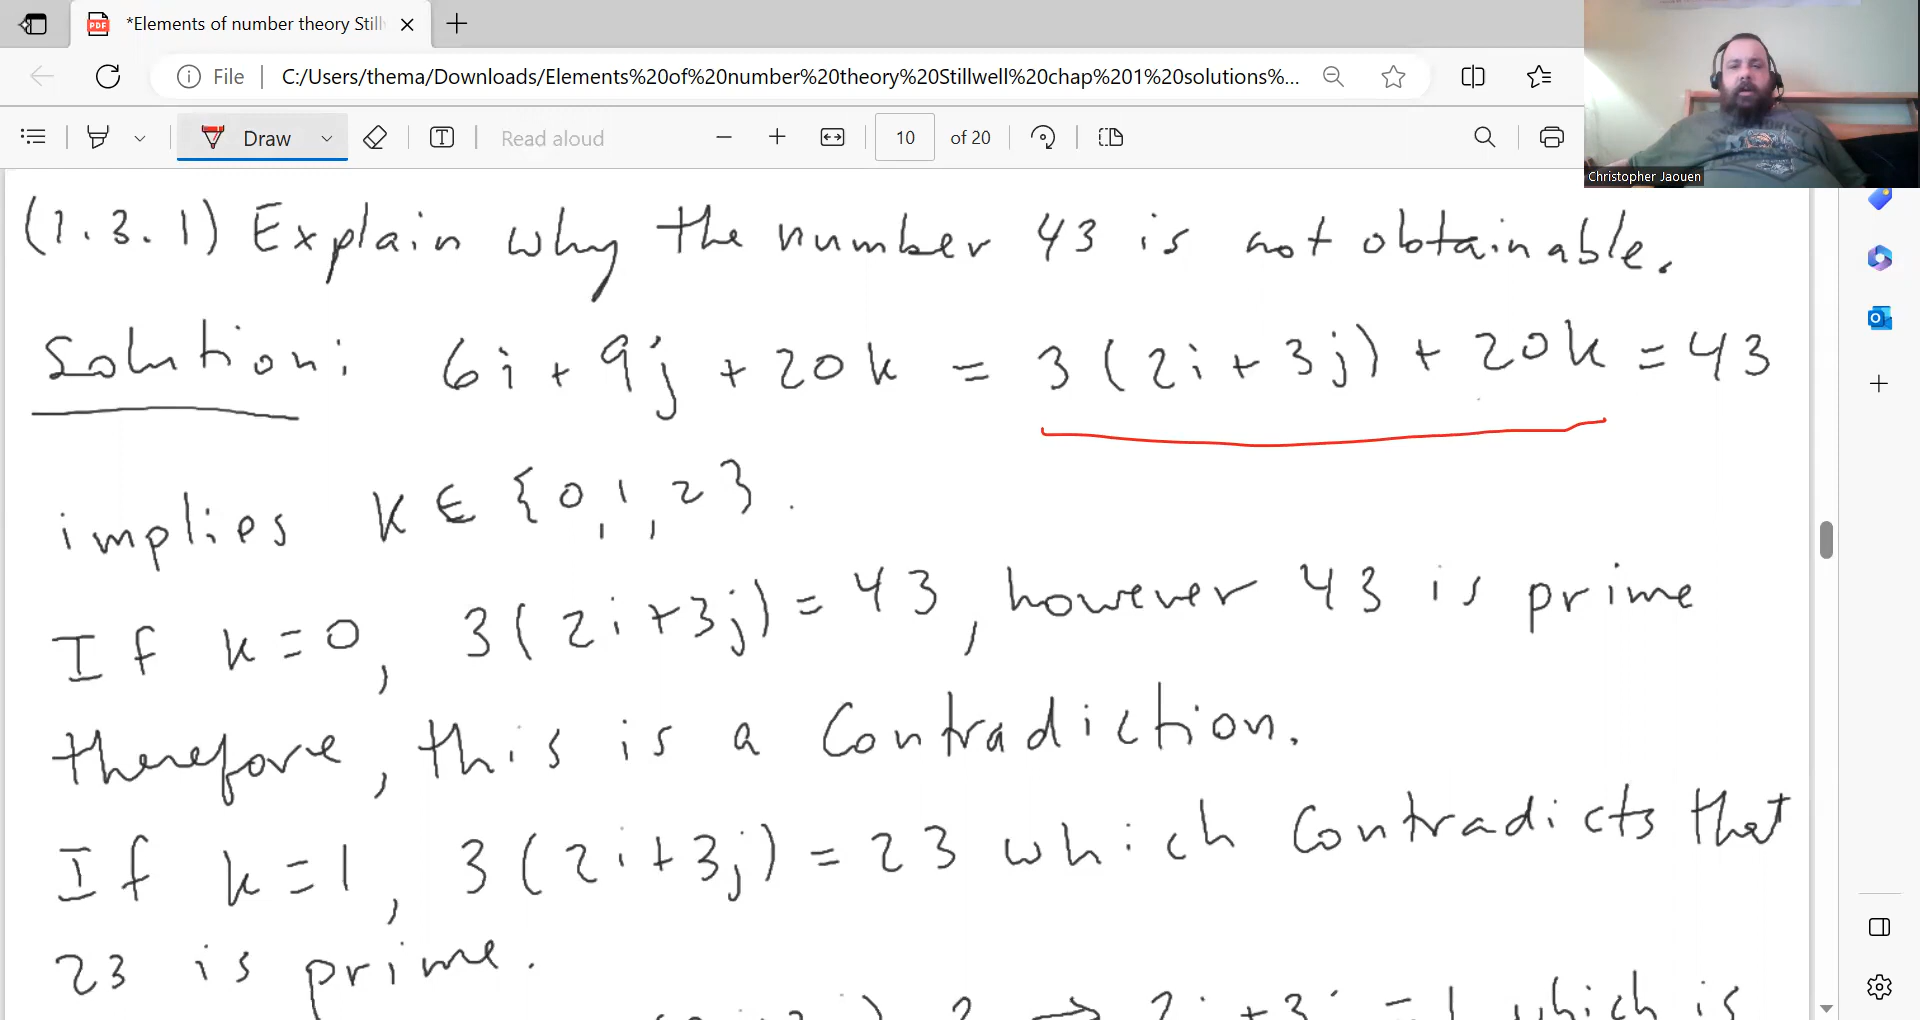 *Elements of number theory Still
File
C:/Users/thema/Downloads/Elements%20of%20number%20theory%20Stillwell%20chap%201%20solutions%...
Draw
Read aloud
10 of 20
Christopher Jaouen
(1.3.1) Explain why the number 43 is not obtainable.
Solution: 6i + 9j + 20k = 3(2i + 3j) + 20k = 43
implies k ∈ {0, 1, 2}.
If k = 0, 3(2i + 3j) = 43, however 43 is prime
therefore, this is a contradiction.
If k = 1, 3(2i + 3j) = 23 which contradicts that
23 is prime.
=1 which is